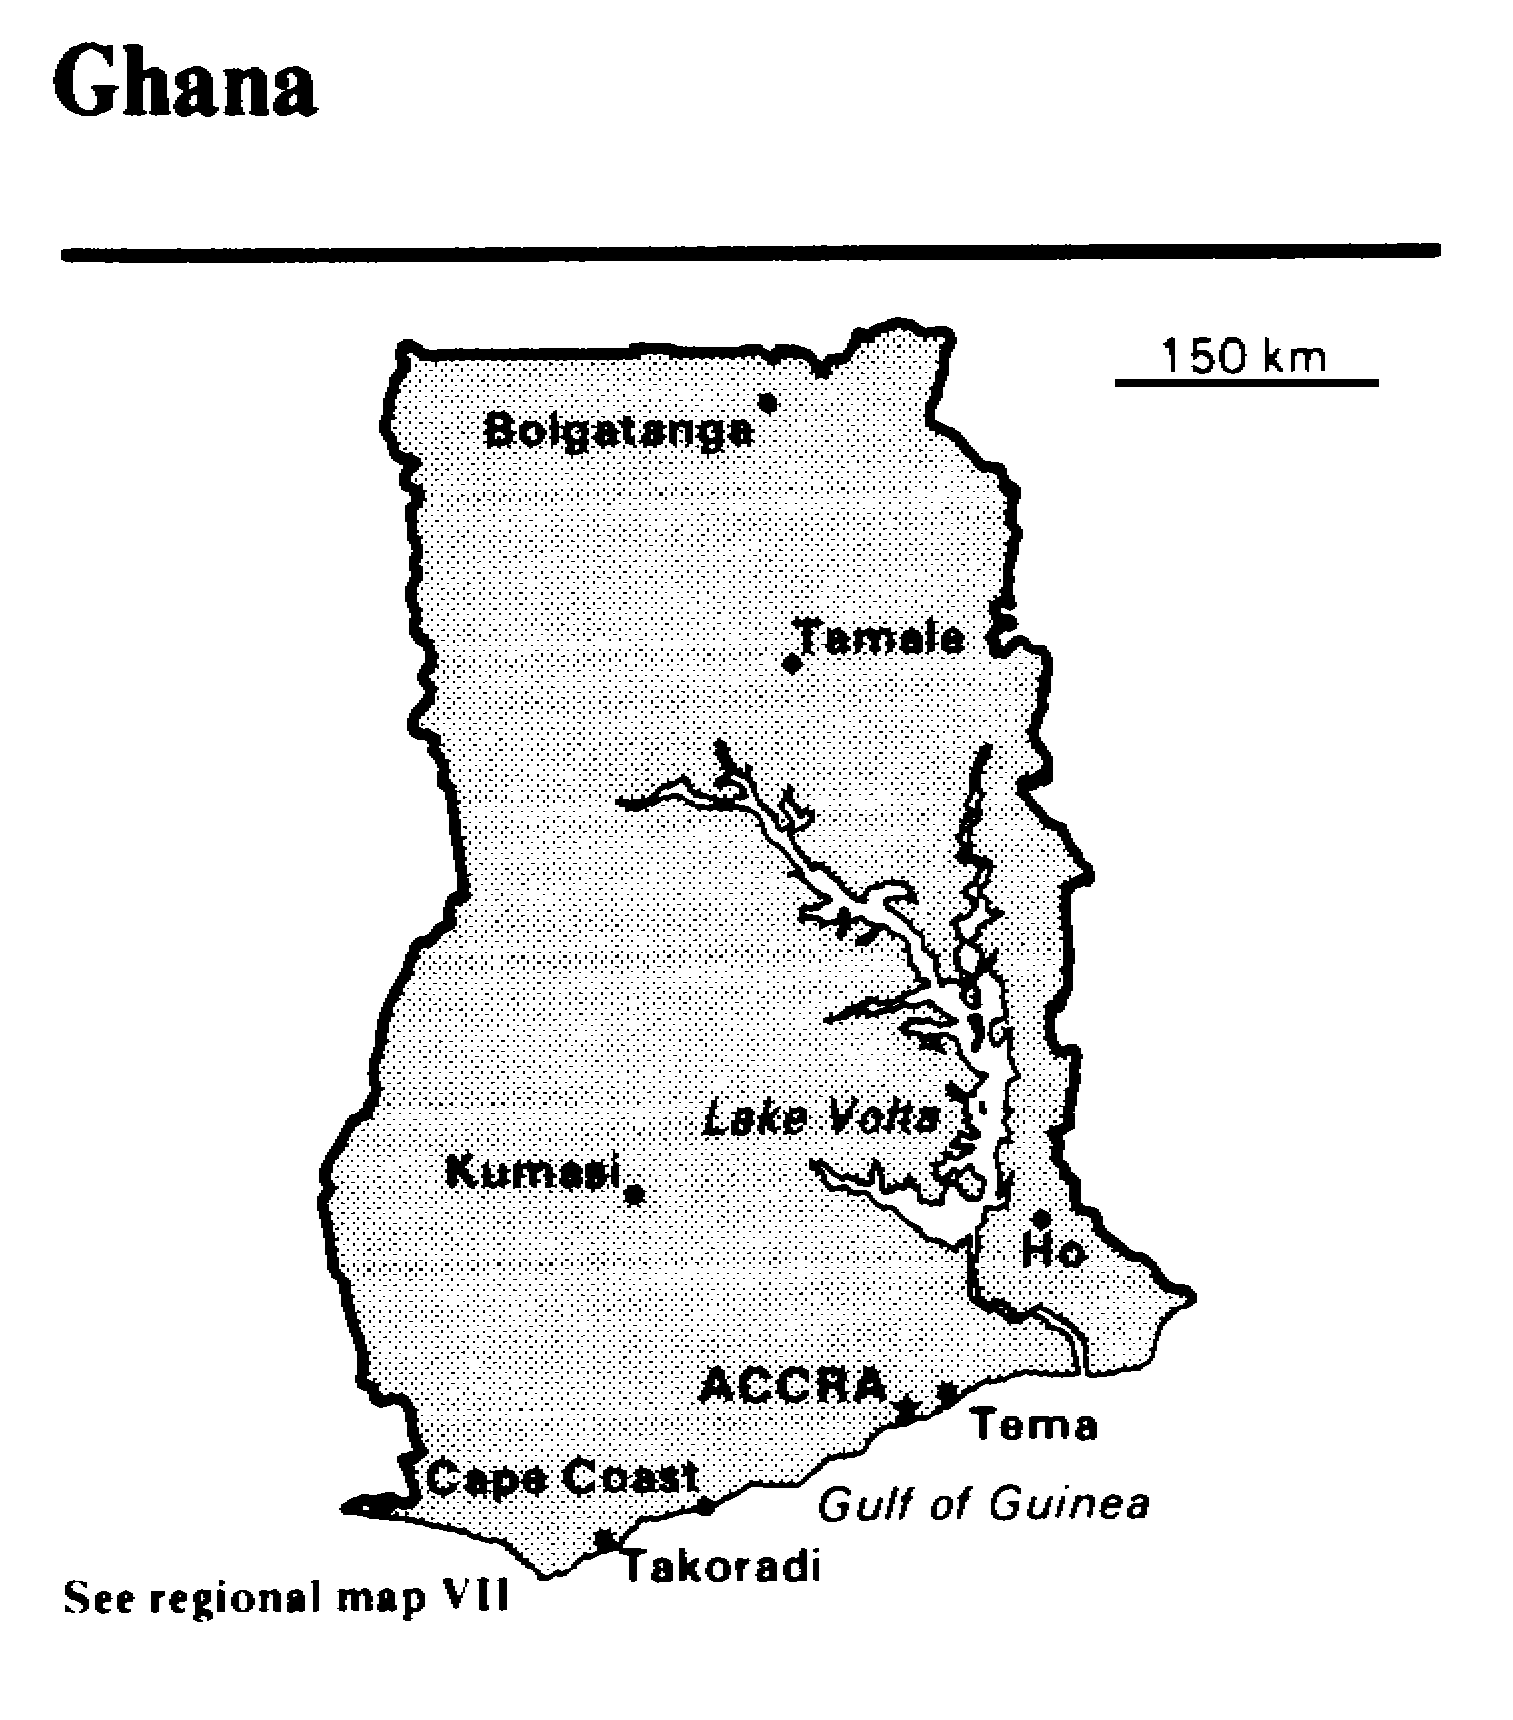 Ghana
150 km
Bolgatanga
Tamale
Lake Volta
Kumasi
Ho
ACCRA
Tema
Cape Coast
Gulf of Guinea
Takoradi
See regional map VII